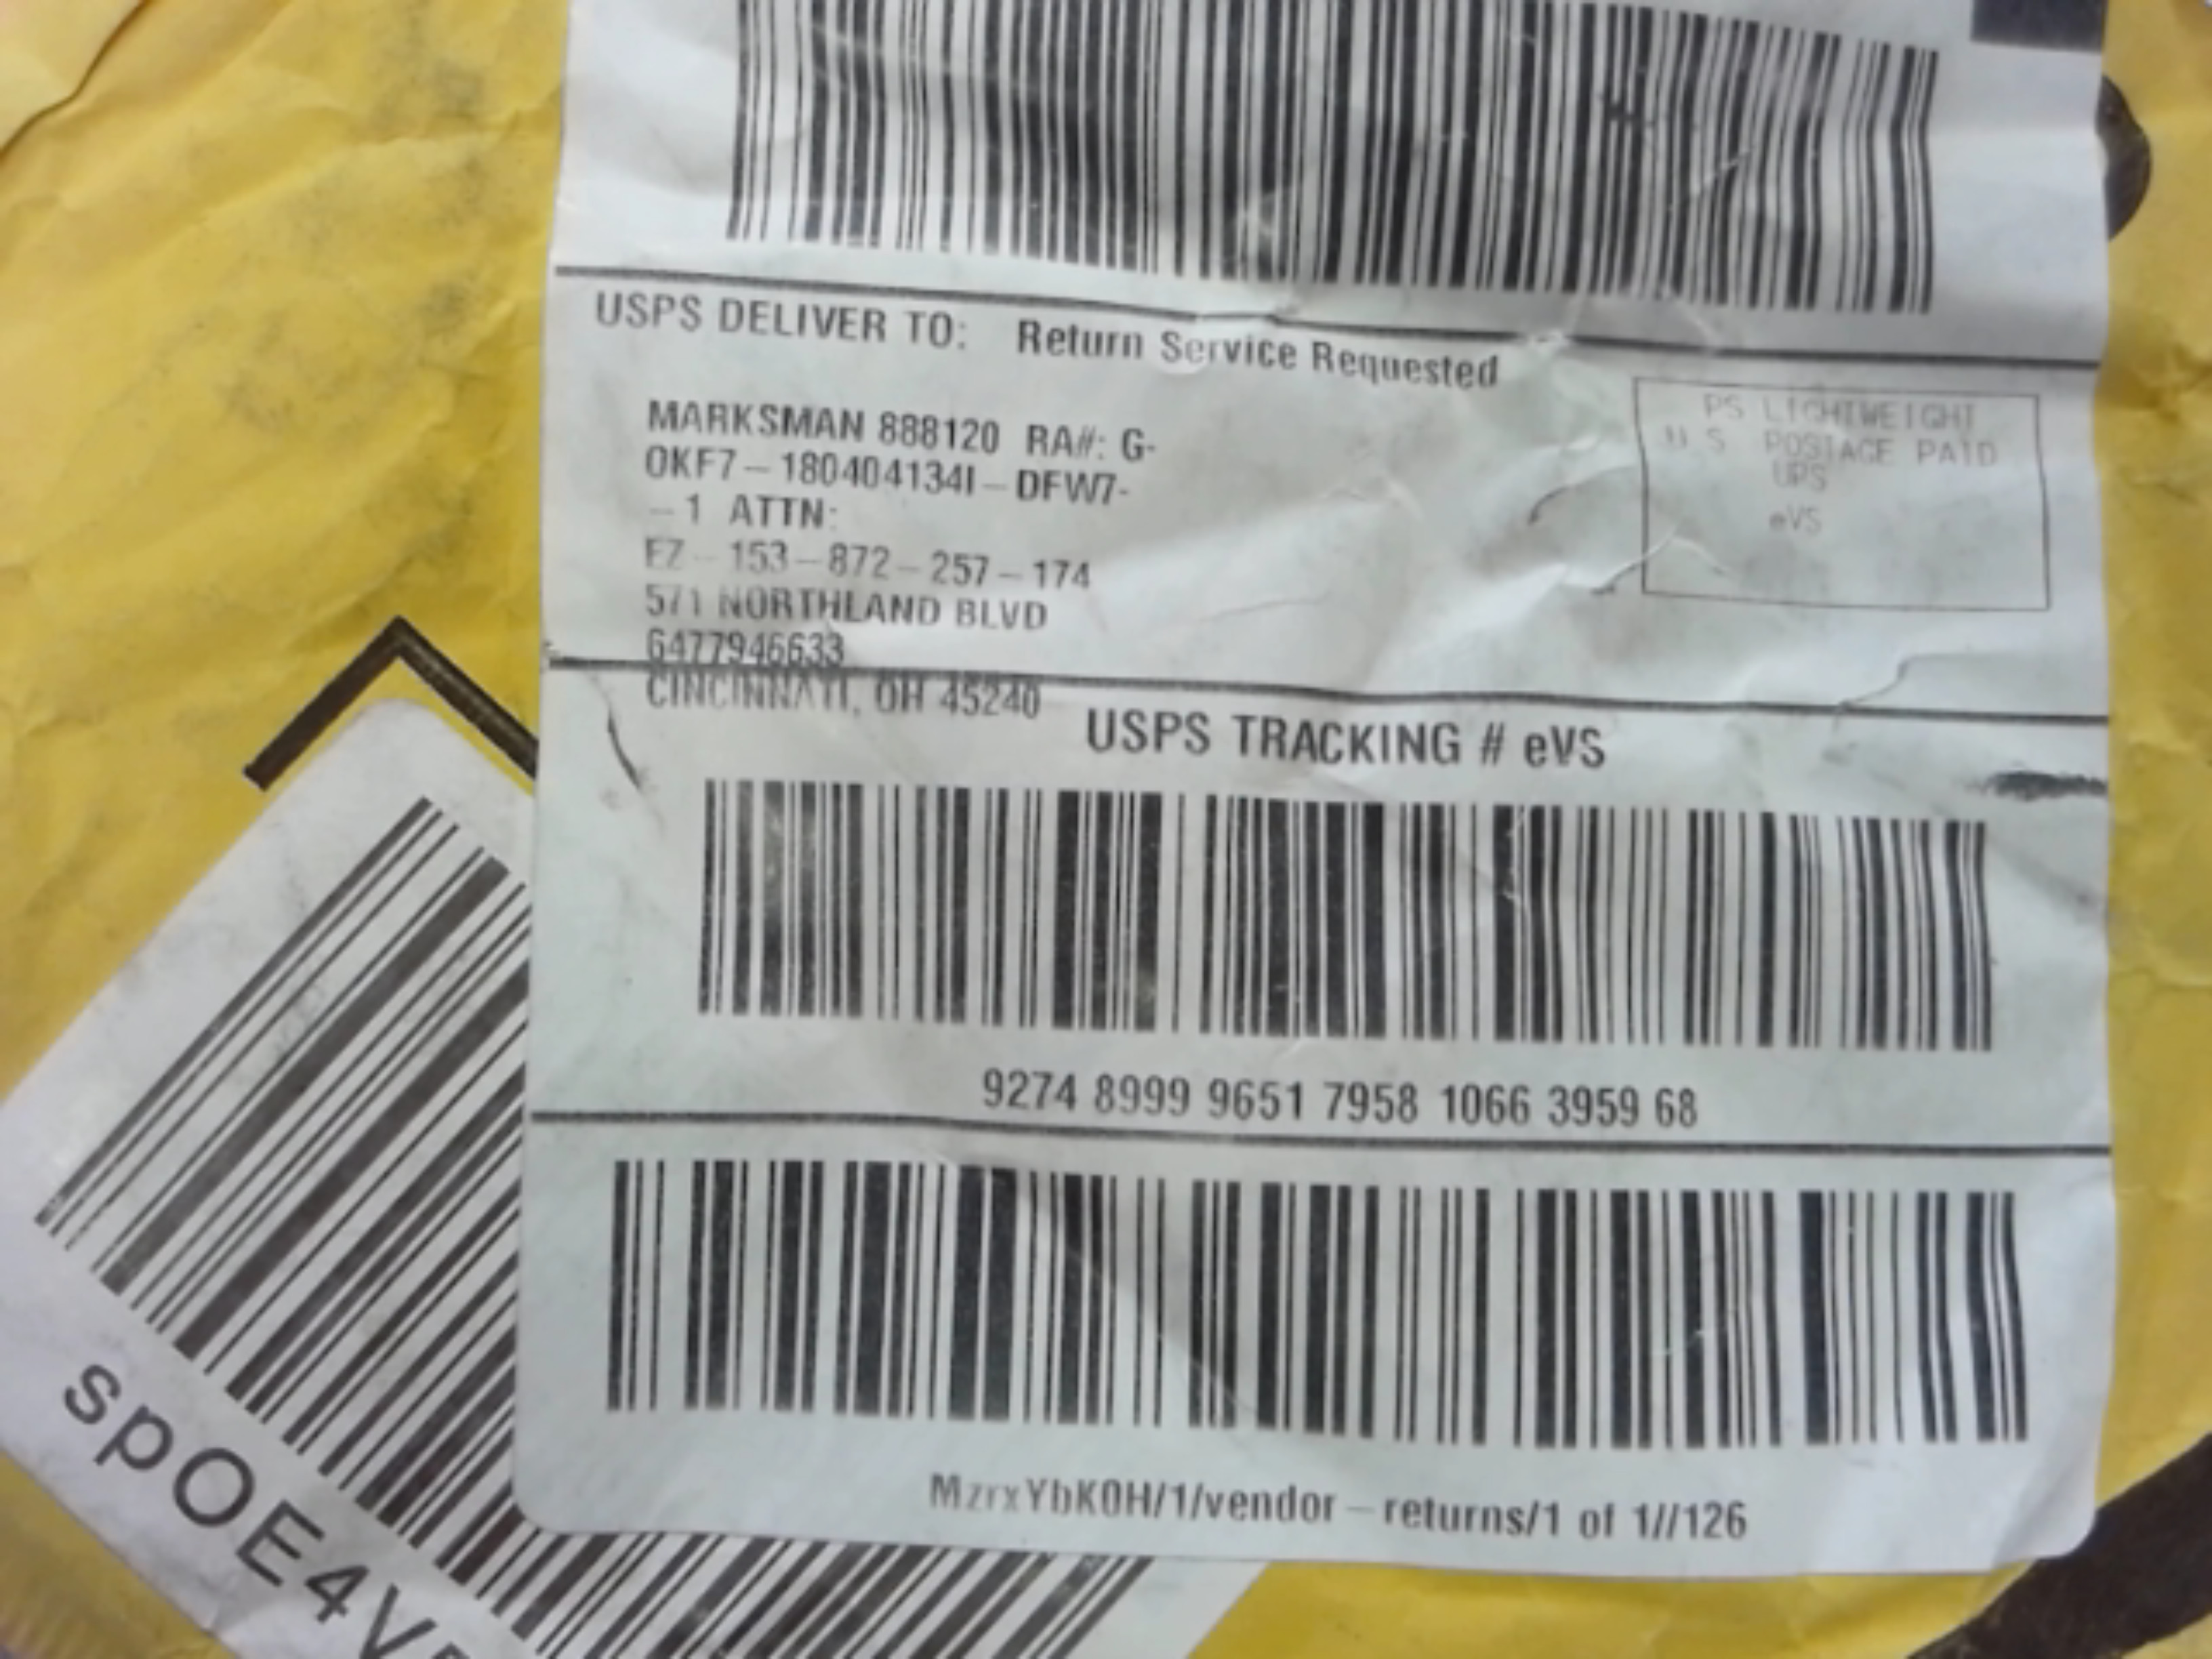 USPS DELIVER TO: Return Service Requested
MARKSMAN 888120 RA#: G-
OKF7-180404134I-DFW7-
-1 ATTN:
EZ-153-872-257-174
571 NORTHLAND BLVD
6477946633
CINCINNATI, OH 45240
PS LIGHTWEIGHT
U.S POSTAGE PAID
UPS
eVS
USPS TRACKING # eVS
9274 8999 9651 7958 1066 3959 68
MzrxYbK0H/1/vendor-returns/1 of 1//126
spOE4V